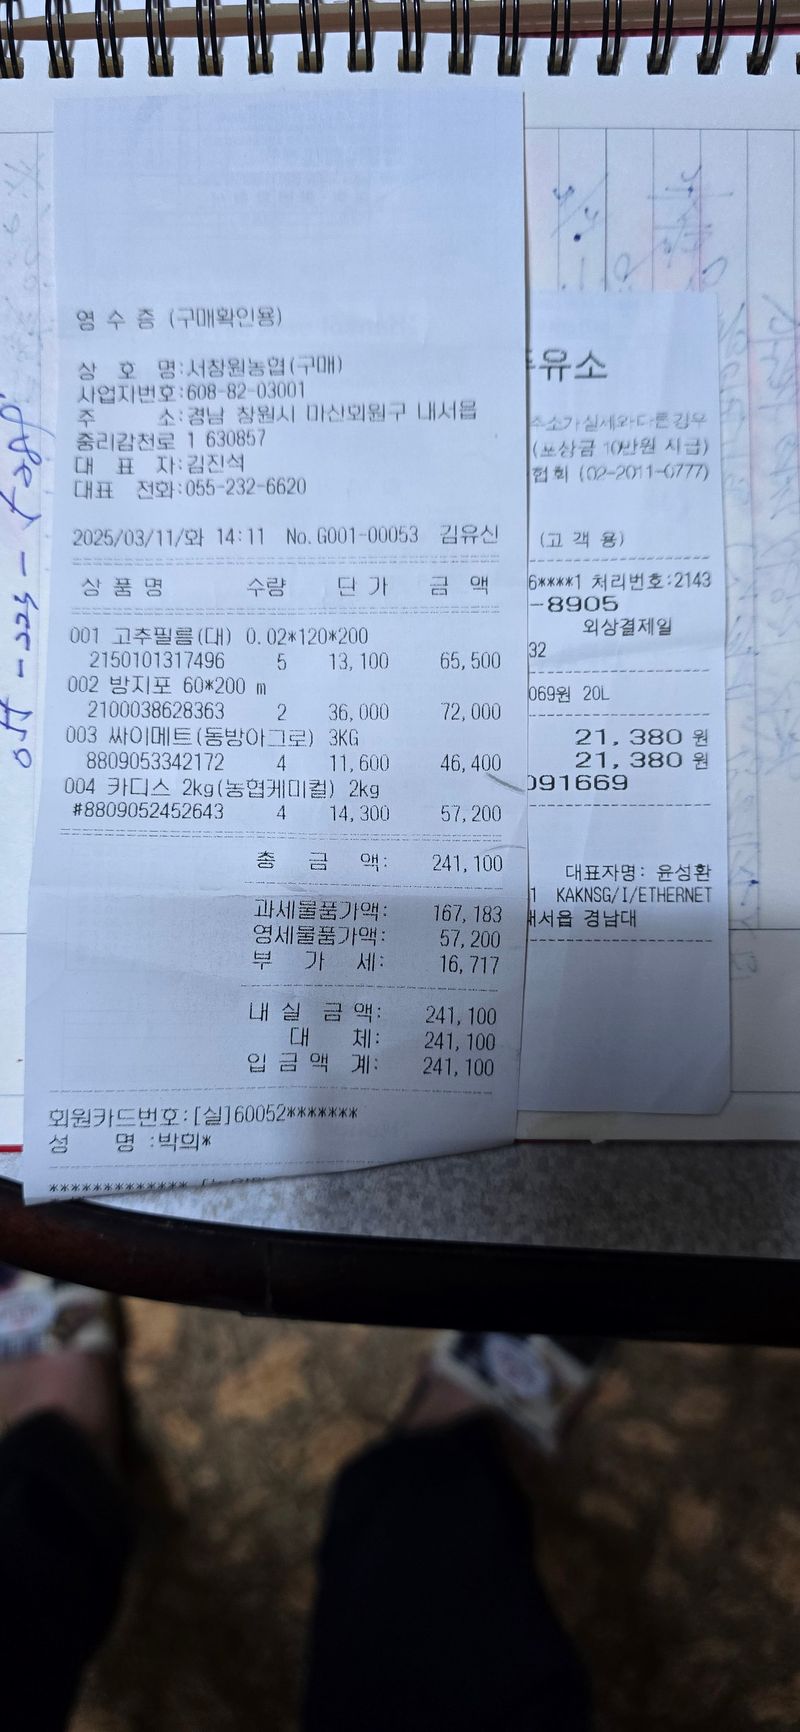 영 수 증 (구매확인용)
상 호 명:서창원농협(구매)
사업지번호:608-82-03001
주 소:경남 창원시 마산회원구 내서읍
중리감천로 1 630857
대 표 자:김진석
대표 전화:055-232-6620
2025/03/11/화 14:11 No.G001-00053 김유신
상 품 명 수량 단 가 금 액
001 고추필름(대) 0.02*120*200
2150101317496 5 13,100 65,500
002 방지포 60*200 m
2100038628363 2 36,000 72,000
003 싸이메트(동방아그로) 3KG
8809053342172 4 11,600 46,400
004 카디스 2kg(농협케미컬) 2kg
#8809052452643 4 14,300 57,200
총 금 액: 241,100
과세물품가액: 167,183
영세물품가액: 57,200
부 가 세: 16,717
내 실 금 액: 241,100
대 체: 241,100
입 금 액 계: 241,100
회원카드번호:[실]60052*******
성 명 :박희*
*************
유소
주소가 실제와 다른 경우
(포상금 10만원 시급)
협회 (02-2011-0777)
(고 객 용)
6****1 처리번호:2143
-8905
외상결제일
32
069원 20L
21,380 원
21,380 원
091669
대표자명: 윤성환
1 KAKNSG/I/ETHERNET
내서읍 경남대